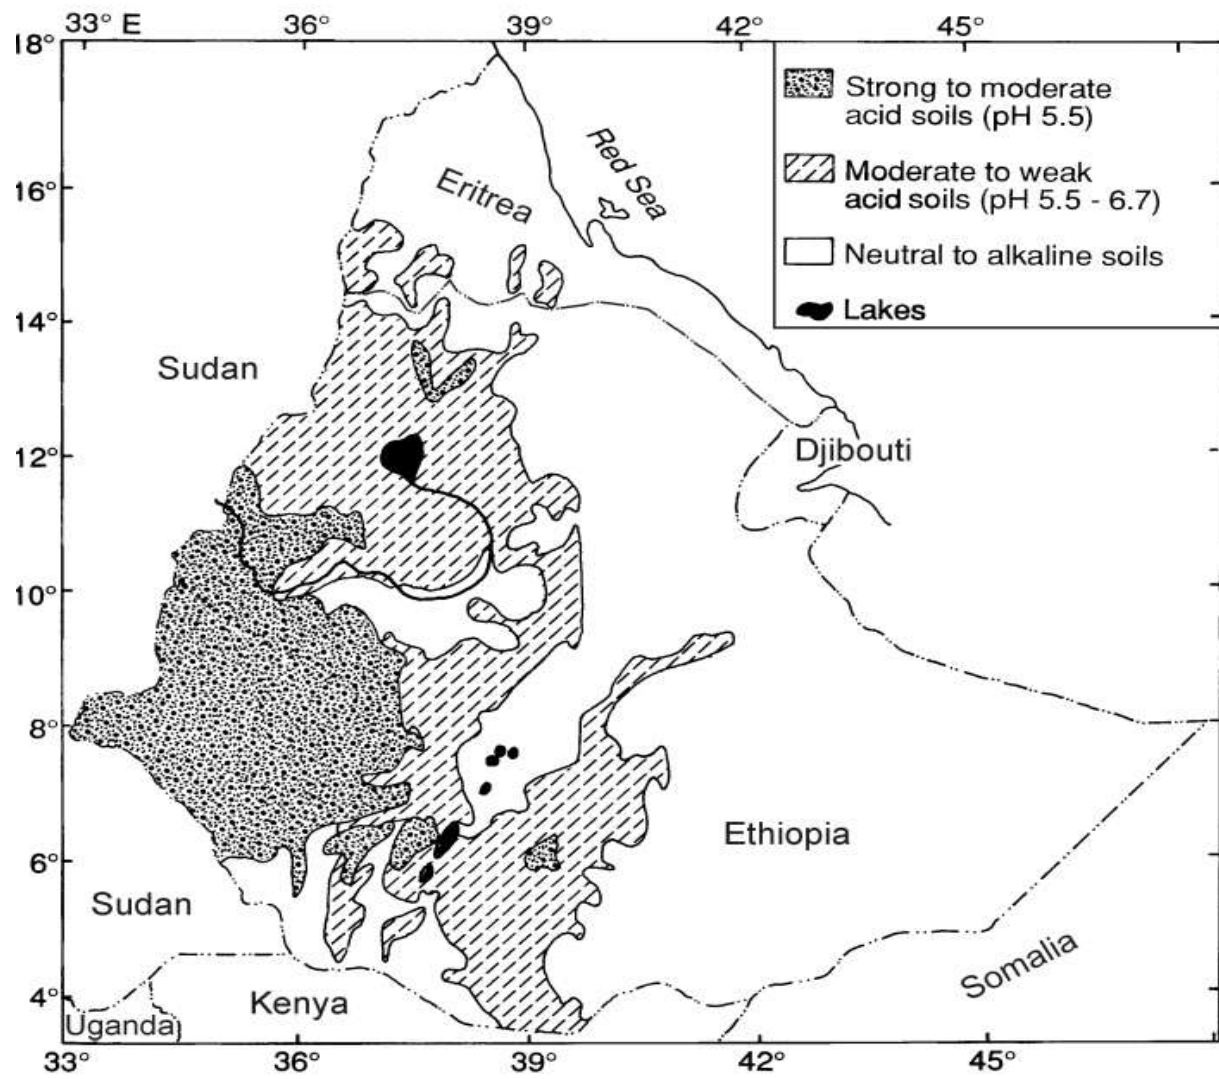 33° E 36° 39° 42° 45°
18°
Strong to moderate
acid soils (pH 5.5)
Moderate to weak
acid soils (pH 5.5 - 6.7)
Neutral to alkaline soils
Lakes
Red Sea
16°
Eritrea
14°
Sudan
12°
Djibouti
10°
8°
Ethiopia
6°
Sudan
Somalia
4°
Kenya
Uganda
33° 36° 39° 42° 45°